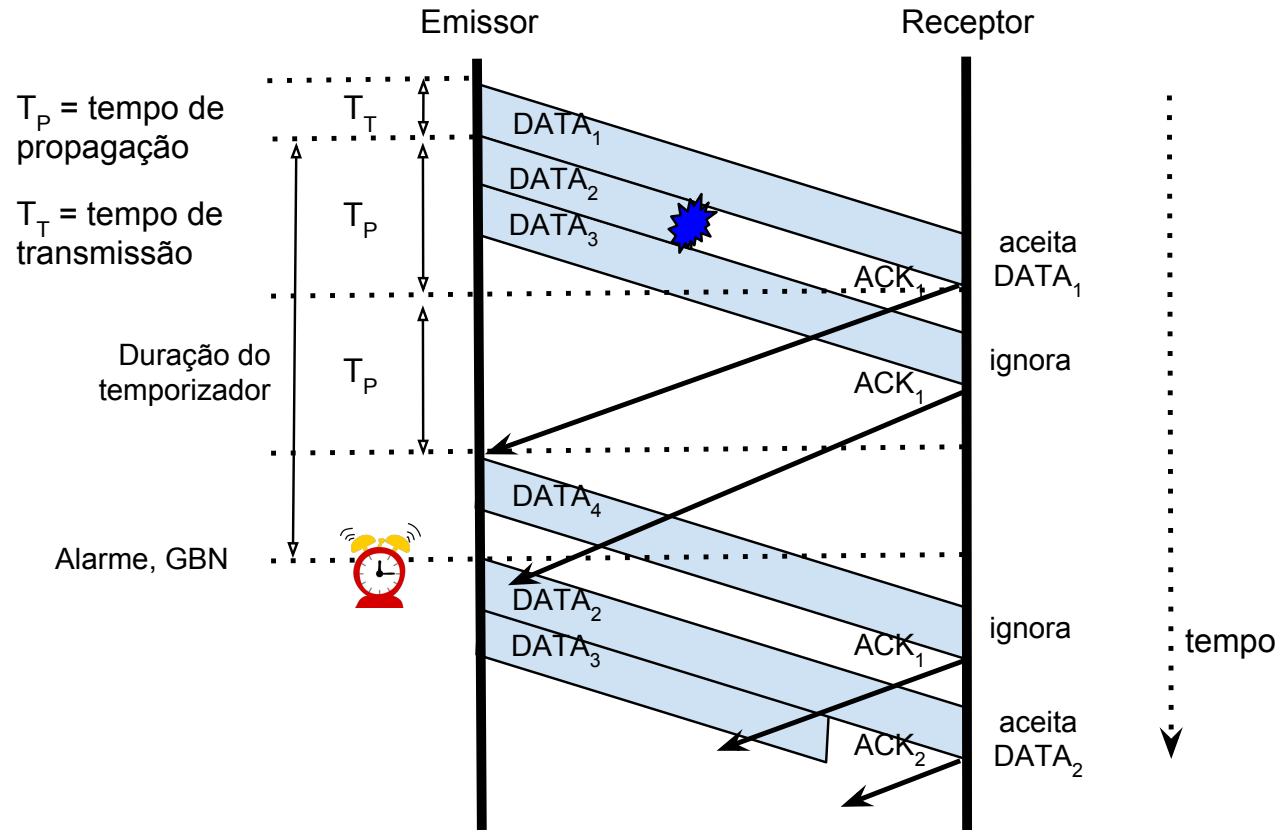 Emissor
Receptor
T_P = tempo de
propagação
T_T = tempo de
transmissão
T_T
T_P
T_P
Duração do
temporizador
Alarme, GBN
DATA_1
DATA_2
DATA_3
ACK_1
aceita
DATA_1
ignora
ACK_1
DATA_4
DATA_2
DATA_3
ignora
ACK_1
tempo
aceita
DATA_2
ACK_2